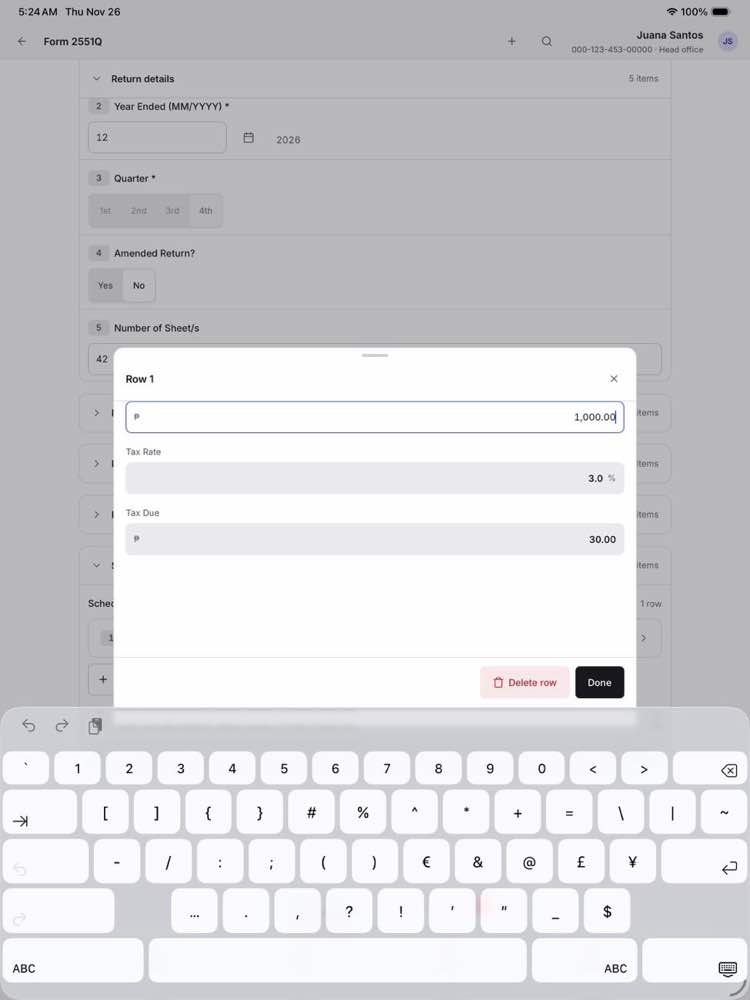 5:24 AM Thu Nov 26
100%
Form 2551Q
Juana Santos
000-123-453-00000 · Head office
JS
Return details
5 items
2 Year Ended (MM/YYYY) *
12
2026
3 Quarter *
1st 2nd 3rd 4th
4 Amended Return?
Yes No
5 Number of Sheet/s
42
Row 1
₱ 1,000.00
Tax Rate
3.0 %
Tax Due
₱ 30.00
items
items
items
items
Sched
1 row
1
Delete row
Done
` 1 2 3 4 5 6 7 8 9 0 < >
[ ] { } # % ^ * + = \ | ~
- / : ; ( ) € & @ £ ¥
… . , ? ! ' " _ $
ABC ABC